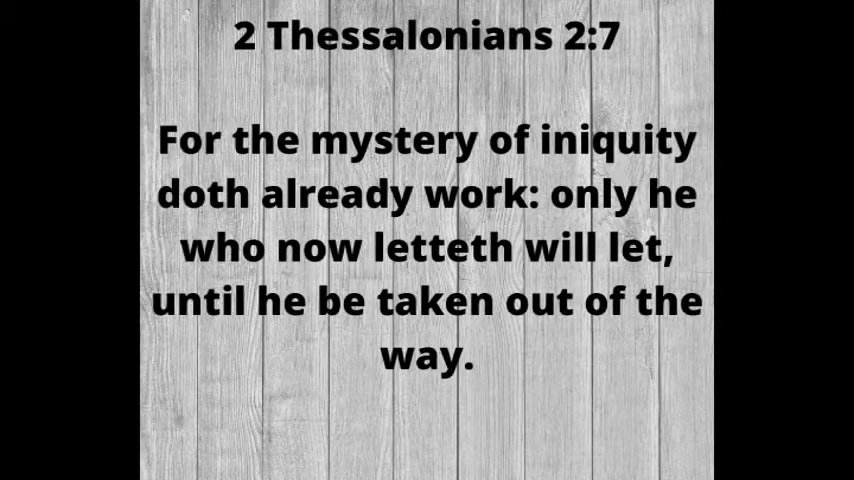 2 Thessalonians 2:7
For the mystery of iniquity
doth already work: only he
who now letteth will let,
until he be taken out of the
way.